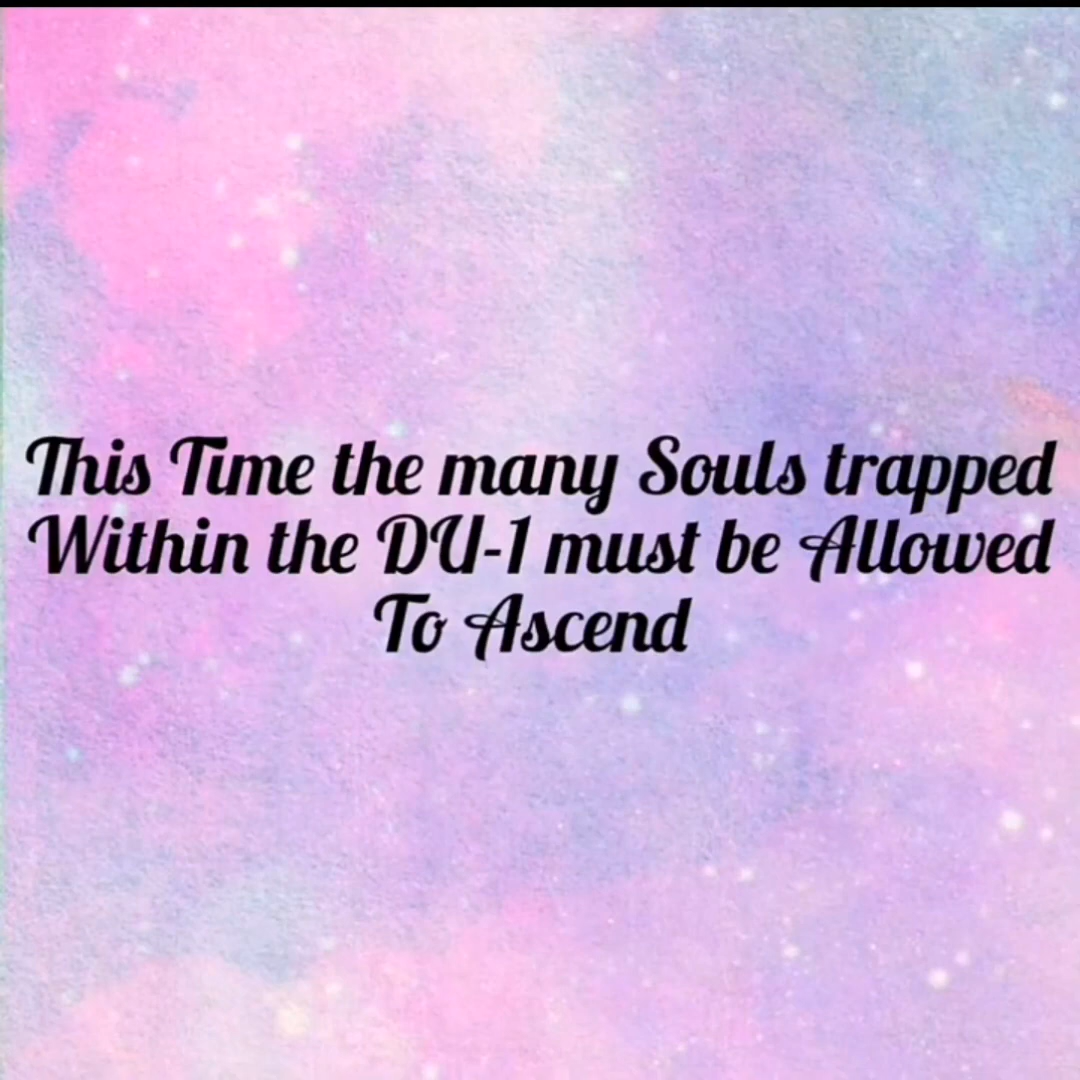 This Time the many Souls trapped
Within the DU-1 must be Allowed
To Ascend